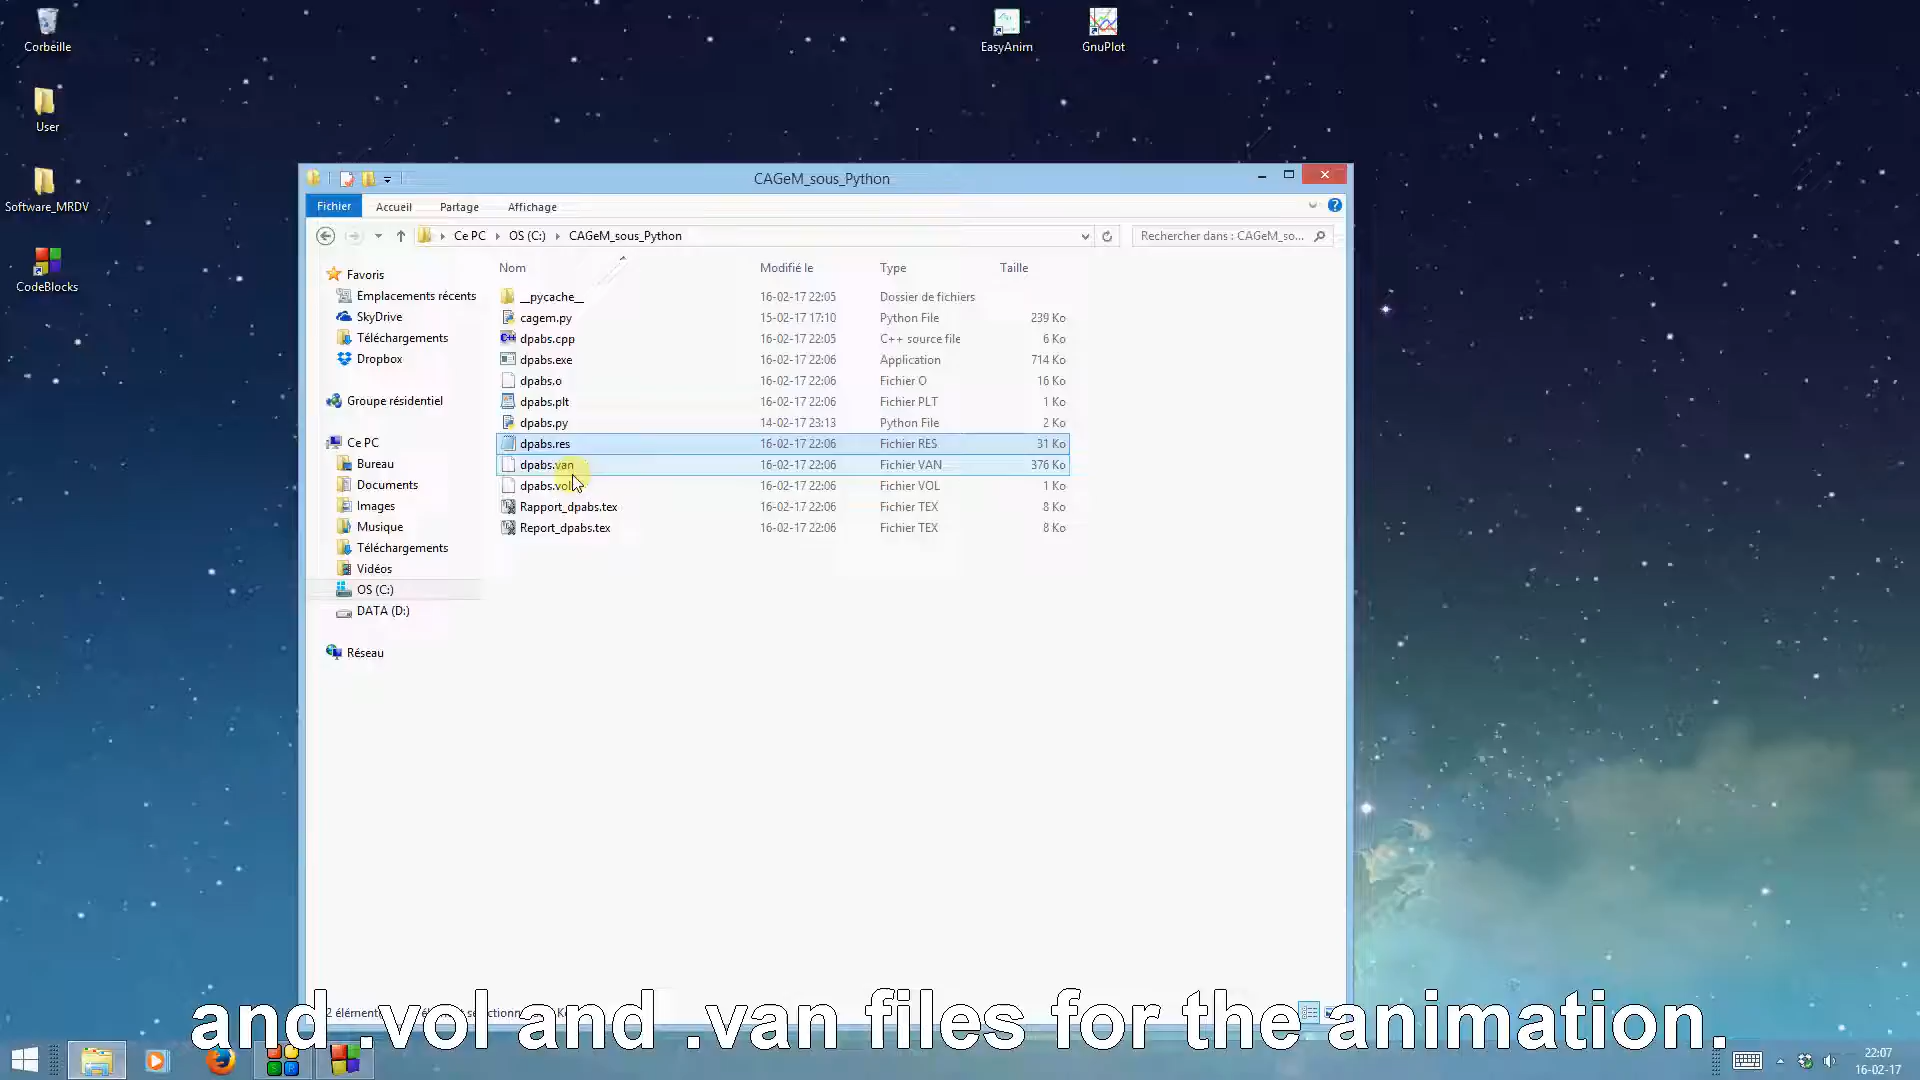 Corbeille
User
Software_MRDV
CodeBlocks
EasyAnim
GnuPlot
CAGeM_sous_Python
Fichier Accueil Partage Affichage
Ce PC OS (C:) CAGeM_sous_Python
Rechercher dans : CAGeM_so...
Favoris
Emplacements récents
SkyDrive
Téléchargements
Dropbox
Groupe résidentiel
Ce PC
Bureau
Documents
Images
Musique
Téléchargements
Vidéos
OS (C:)
DATA (D:)
Réseau
Nom Modifié le Type Taille
__pycache__ 16-02-17 22:05 Dossier de fichiers
cagem.py 15-02-17 17:10 Python File 239 Ko
dpabs.cpp 16-02-17 22:05 C++ source file 6 Ko
dpabs.exe 16-02-17 22:06 Application 714 Ko
dpabs.o 16-02-17 22:06 Fichier O 16 Ko
dpabs.plt 16-02-17 22:06 Fichier PLT 1 Ko
dpabs.py 14-02-17 23:13 Python File 2 Ko
dpabs.res 16-02-17 22:06 Fichier RES 31 Ko
dpabs.van 16-02-17 22:06 Fichier VAN 376 Ko
dpabs.vol 16-02-17 22:06 Fichier VOL 1 Ko
Rapport_dpabs.tex 16-02-17 22:06 Fichier TEX 8 Ko
Report_dpabs.tex 16-02-17 22:06 Fichier TEX 8 Ko
and .vol and .van files for the animation.
22:07
16-02-17